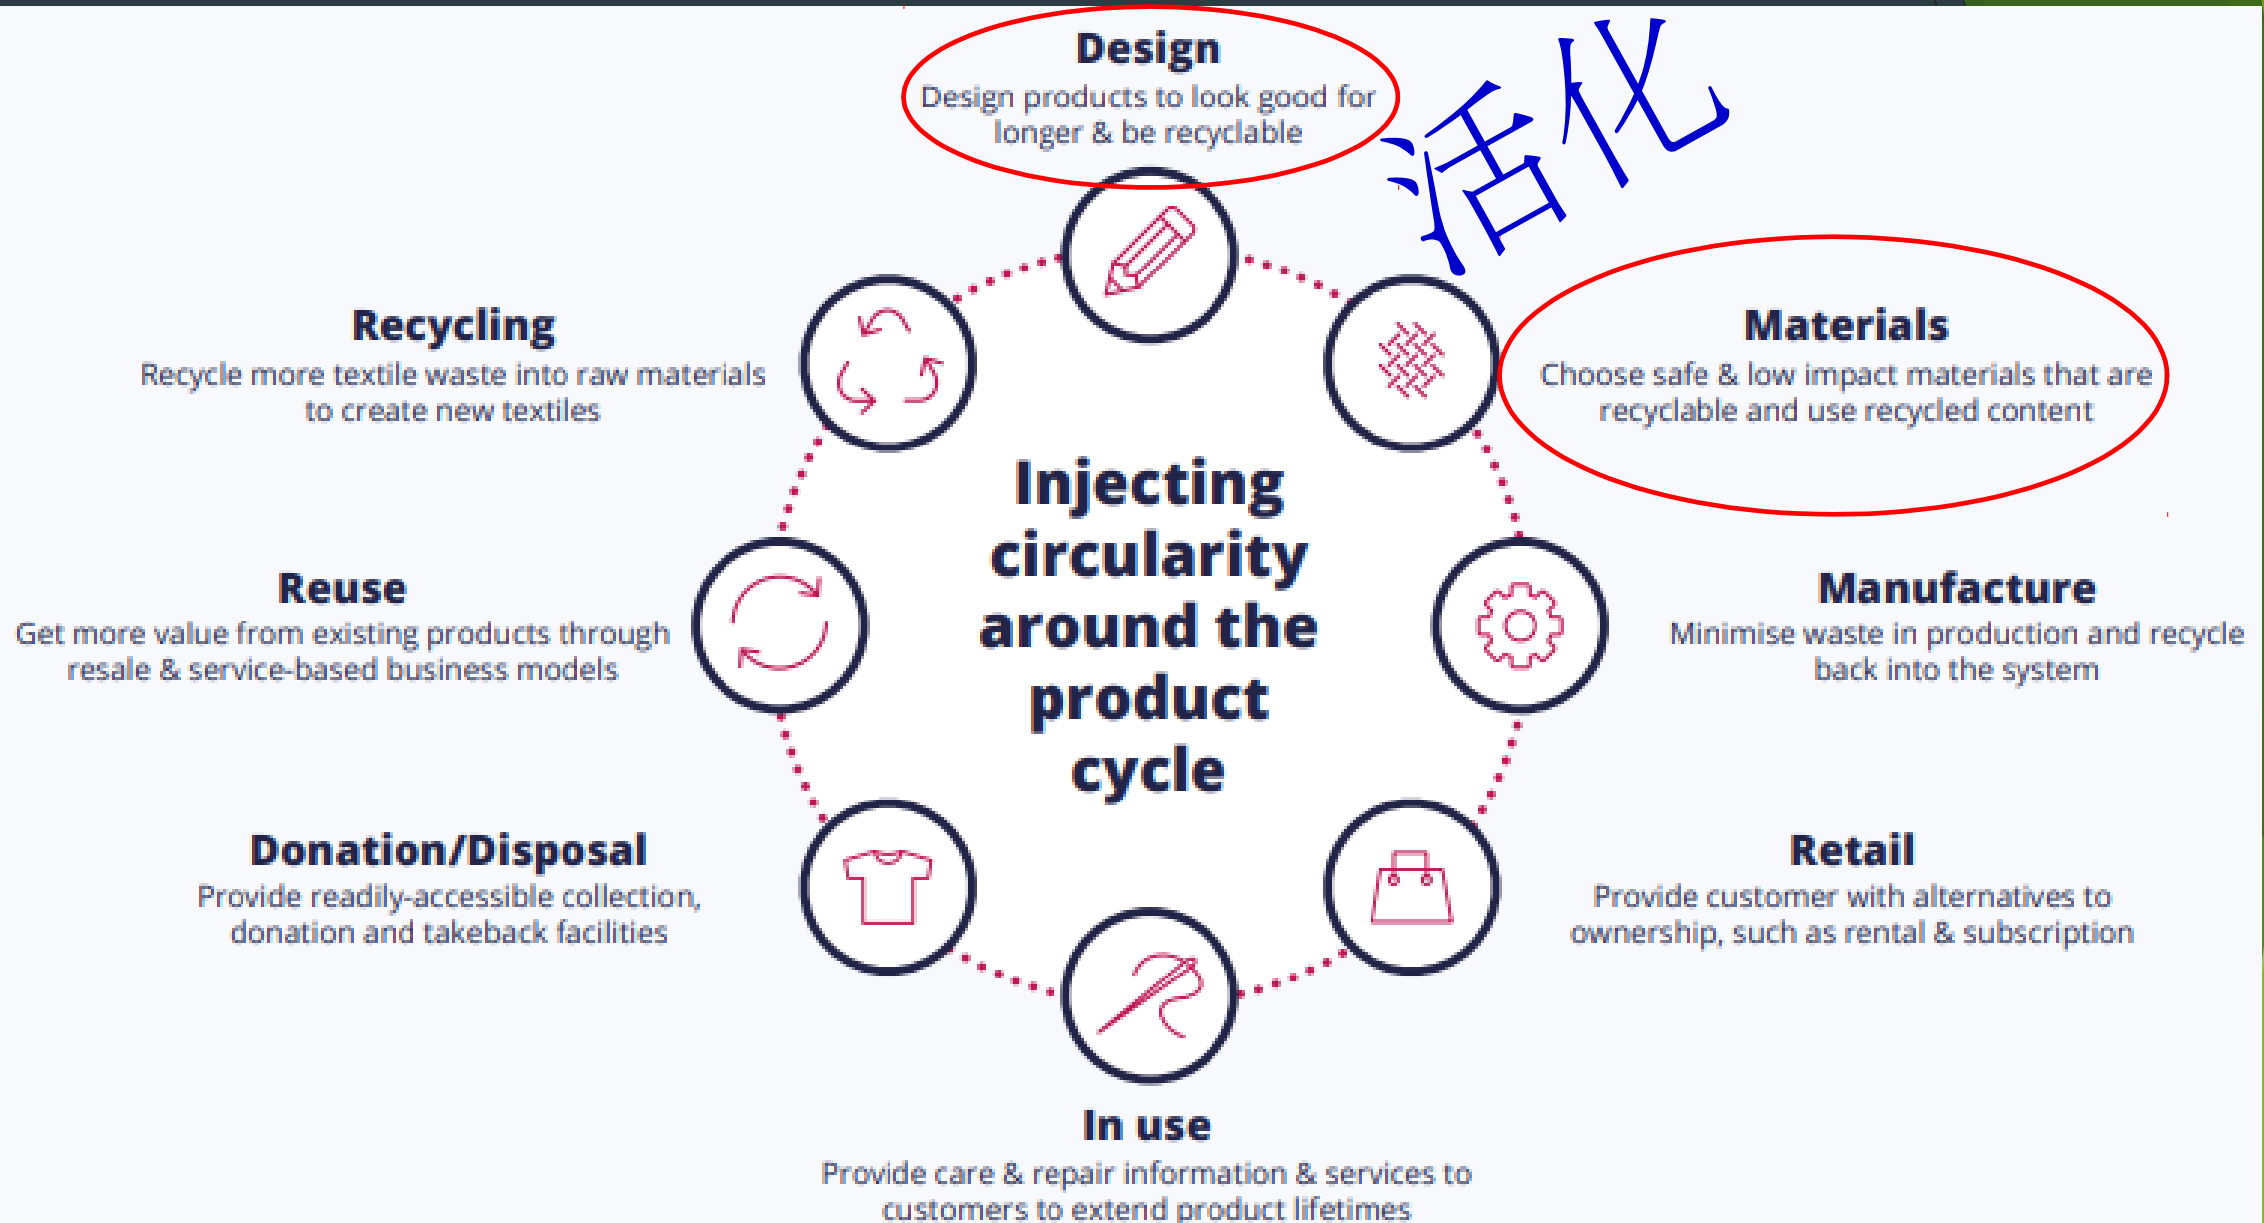 Design
Design products to look good for
longer & be recyclable
活化
Materials
Choose safe & low impact materials that are
recyclable and use recycled content
Manufacture
Minimise waste in production and recycle
back into the system
Retail
Provide customer with alternatives to
ownership, such as rental & subscription
In use
Provide care & repair information & services to
customers to extend product lifetimes
Donation/Disposal
Provide readily-accessible collection,
donation and takeback facilities
Reuse
Get more value from existing products through
resale & service-based business models
Recycling
Recycle more textile waste into raw materials
to create new textiles
Injecting
circularity
around the
product
cycle